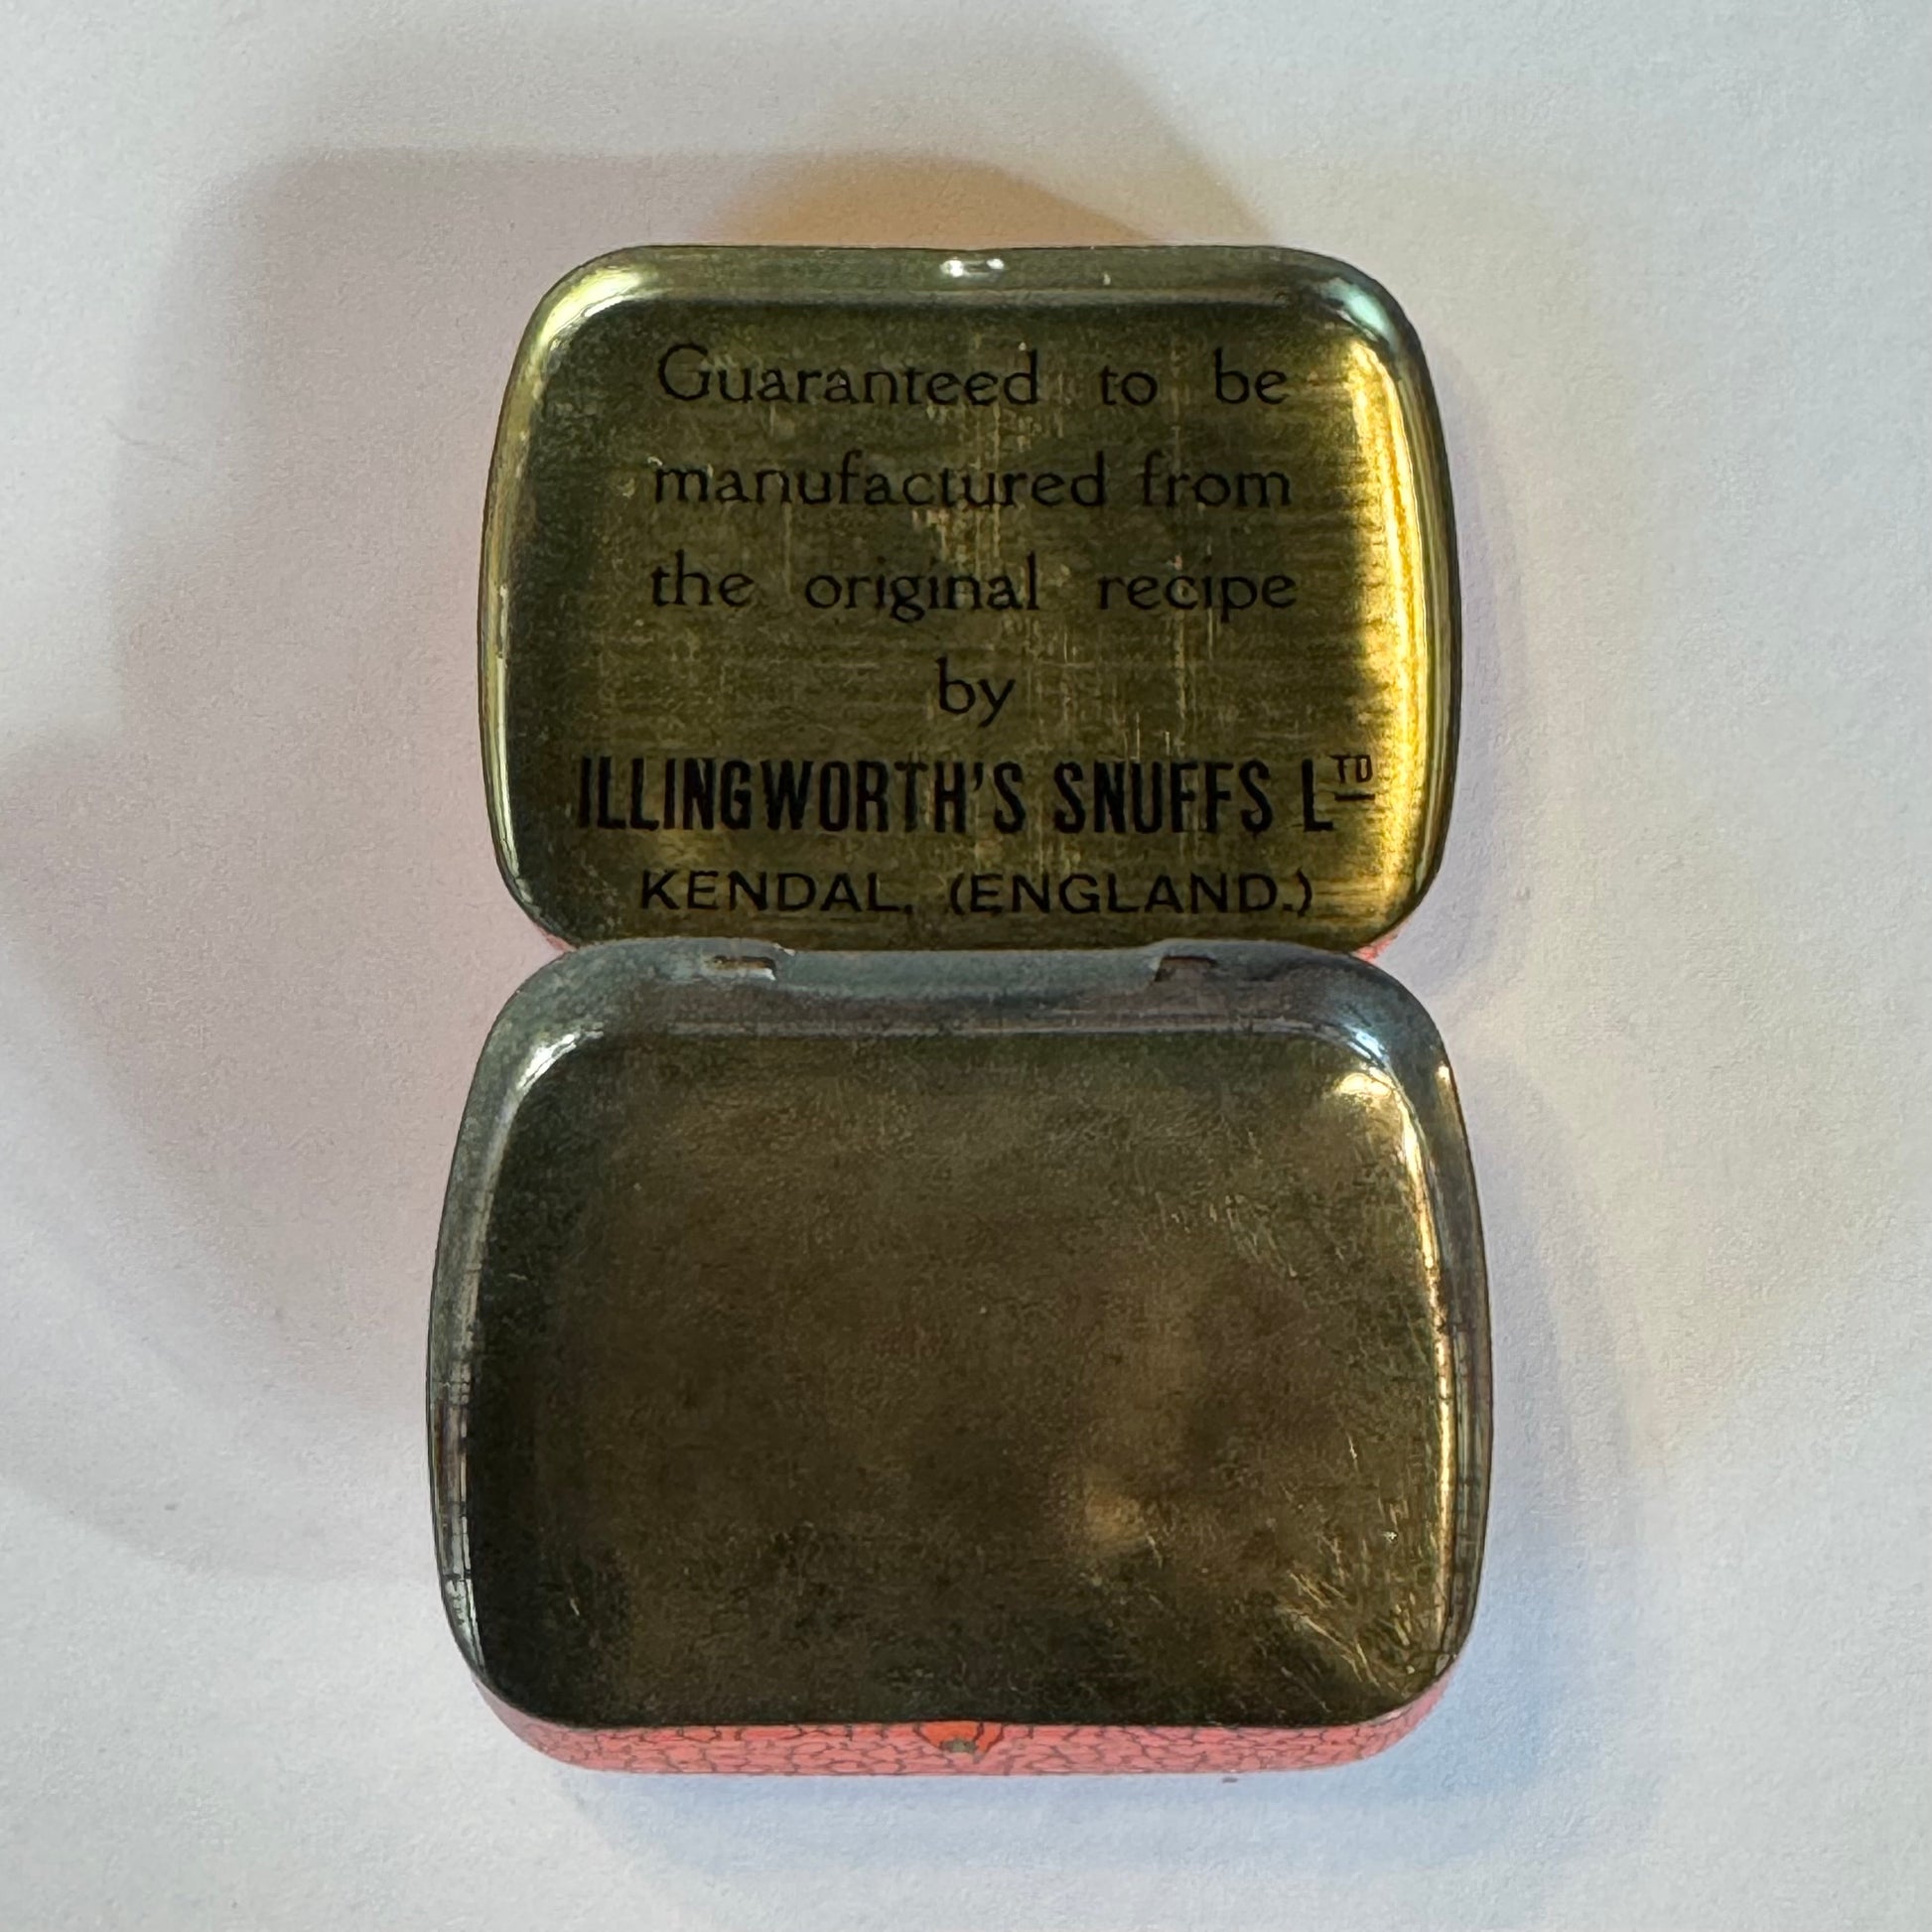 Guaranteed to be
manufactured from
the original recipe
by
ILLINGWORTH'S SNUFFS LTD
KENDAL. (ENGLAND.)